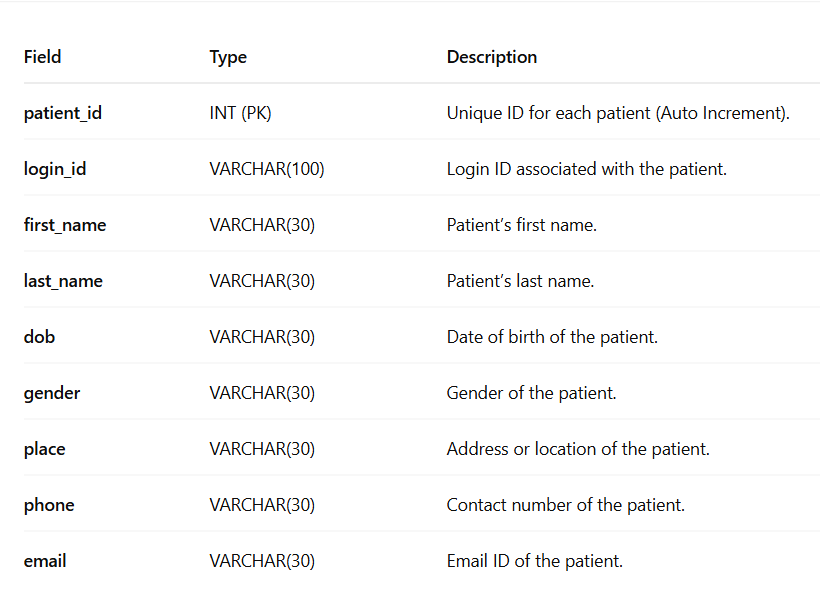 Field Type Description
patient_id INT (PK) Unique ID for each patient (Auto Increment).
login_id VARCHAR(100) Login ID associated with the patient.
first_name VARCHAR(30) Patient's first name.
last_name VARCHAR(30) Patient's last name.
dob VARCHAR(30) Date of birth of the patient.
gender VARCHAR(30) Gender of the patient.
place VARCHAR(30) Address or location of the patient.
phone VARCHAR(30) Contact number of the patient.
email VARCHAR(30) Email ID of the patient.